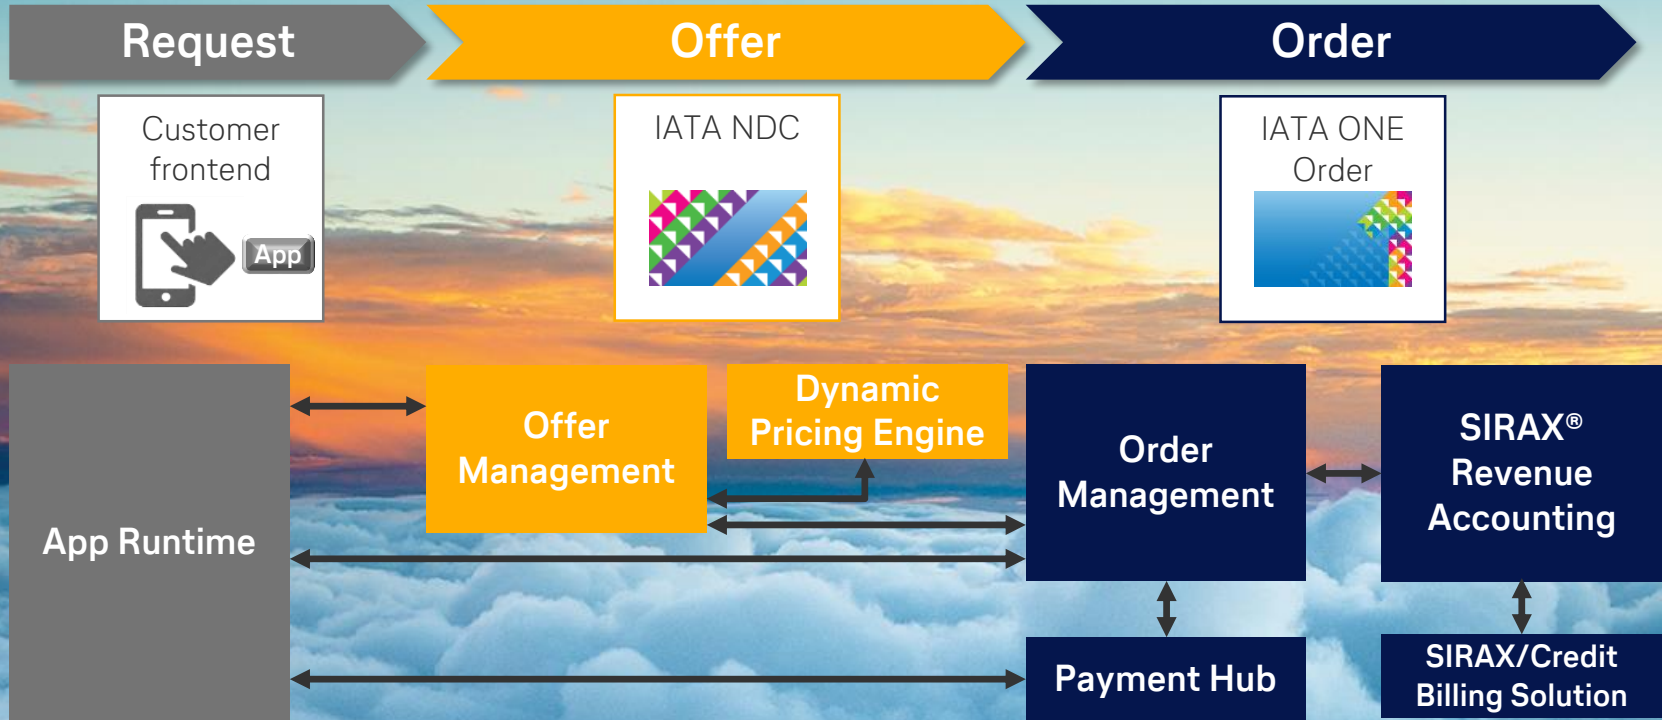 Request
Offer
Order
Customer
frontend
App
IATA NDC
IATA ONE
Order
App Runtime
Offer
Management
Dynamic
Pricing Engine
Order
Management
SIRAX®
Revenue
Accounting
Payment Hub
SIRAX/Credit
Billing Solution